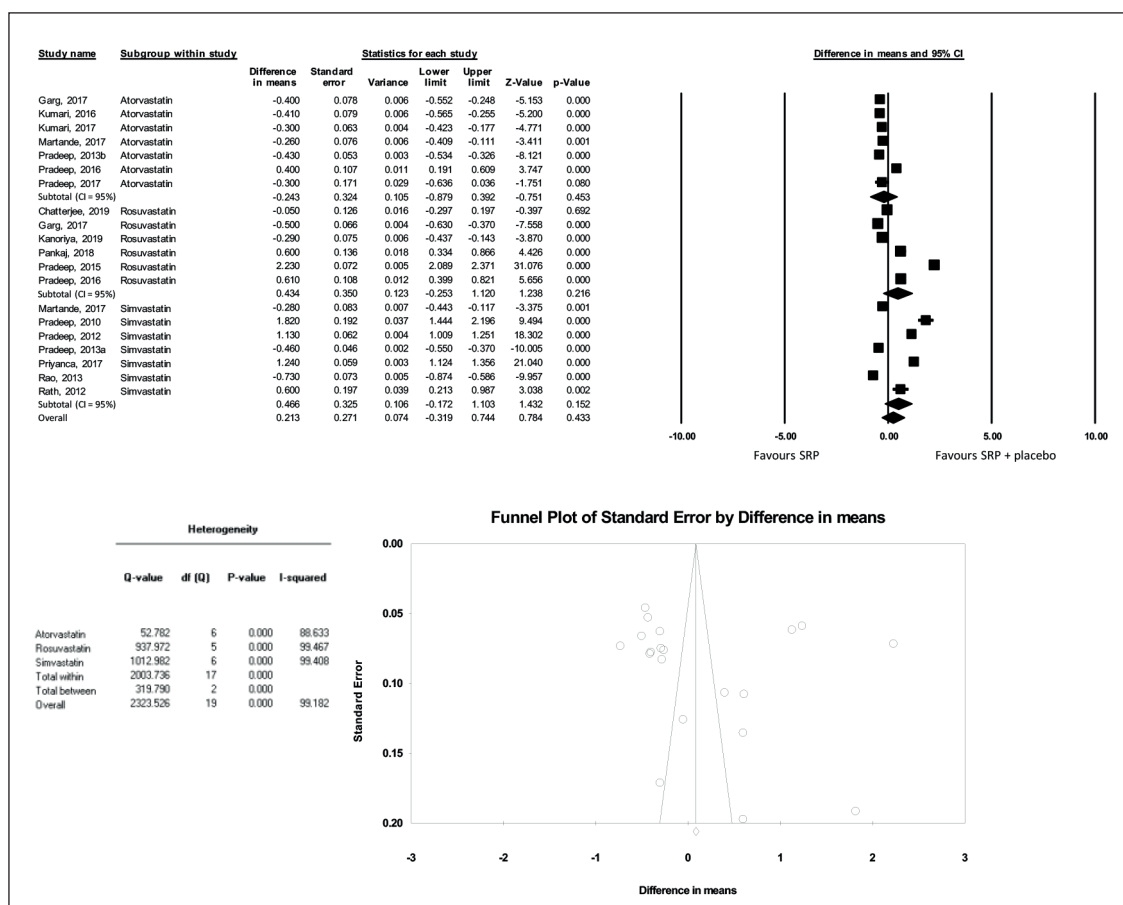 Study name Subgroup within study Statistics for each study Difference in means and 95% CI
Difference in means Standard error Variance Lower limit Upper limit Z-Value p-Value
Garg, 2017 Atorvastatin -0.400 0.078 0.006 -0.552 -0.248 -5.153 0.000
Kumari, 2016 Atorvastatin -0.410 0.079 0.006 -0.565 -0.255 -5.200 0.000
Kumari, 2017 Atorvastatin -0.300 0.063 0.004 -0.423 -0.177 -4.771 0.000
Martande, 2017 Atorvastatin -0.260 0.076 0.006 -0.409 -0.111 -3.411 0.001
Pradeep, 2013b Atorvastatin -0.430 0.053 0.003 -0.534 -0.326 -8.121 0.000
Pradeep, 2016 Atorvastatin 0.400 0.107 0.011 0.191 0.609 3.747 0.000
Pradeep, 2017 Atorvastatin -0.300 0.171 0.029 -0.636 0.036 -1.751 0.080
Subtotal (CI = 95%) -0.243 0.324 0.105 -0.879 0.392 -0.751 0.453
Chatterjee, 2019 Rosuvastatin -0.050 0.126 0.016 -0.297 0.197 -0.397 0.692
Garg, 2017 Rosuvastatin -0.500 0.066 0.004 -0.630 -0.370 -7.558 0.000
Kanoriya, 2019 Rosuvastatin -0.290 0.075 0.006 -0.437 -0.143 -3.870 0.000
Pankaj, 2018 Rosuvastatin 0.600 0.136 0.018 0.334 0.866 4.426 0.000
Pradeep, 2015 Rosuvastatin 2.230 0.072 0.005 2.089 2.371 31.076 0.000
Pradeep, 2016 Rosuvastatin 0.610 0.108 0.012 0.399 0.821 5.656 0.000
Subtotal (CI = 95%) 0.434 0.350 0.123 -0.253 1.120 1.238 0.216
Martande, 2017 Simvastatin -0.280 0.083 0.007 -0.443 -0.117 -3.375 0.001
Pradeep, 2010 Simvastatin 1.820 0.192 0.037 1.444 2.196 9.494 0.000
Pradeep, 2012 Simvastatin 1.130 0.062 0.004 1.009 1.251 18.302 0.000
Pradeep, 2013a Simvastatin -0.460 0.046 0.002 -0.550 -0.370 -10.005 0.000
Priyanca, 2017 Simvastatin 1.240 0.059 0.003 1.124 1.356 21.040 0.000
Rao, 2013 Simvastatin -0.730 0.073 0.005 -0.874 -0.586 -9.957 0.000
Rath, 2012 Simvastatin 0.600 0.197 0.039 0.213 0.987 3.038 0.002
Subtotal (CI = 95%) 0.466 0.325 0.106 -0.172 1.103 1.432 0.152
Overall 0.213 0.271 0.074 -0.319 0.744 0.784 0.433
-10.00 -5.00 0.00 5.00 10.00
Favours SRP Favours SRP + placebo
Heterogeneity
Q-value df (Q) P-value I-squared
Atorvastatin 52.782 6 0.000 88.633
Rosuvastatin 937.972 5 0.000 99.467
Simvastatin 1012.982 6 0.000 99.408
Total within 2003.736 17 0.000
Total between 319.790 2 0.000
Overall 2323.526 19 0.000 99.182
Funnel Plot of Standard Error by Difference in means
0.00
0.05
0.10
0.15
0.20
Standard Error
-3 -2 -1 0 1 2 3
Difference in means